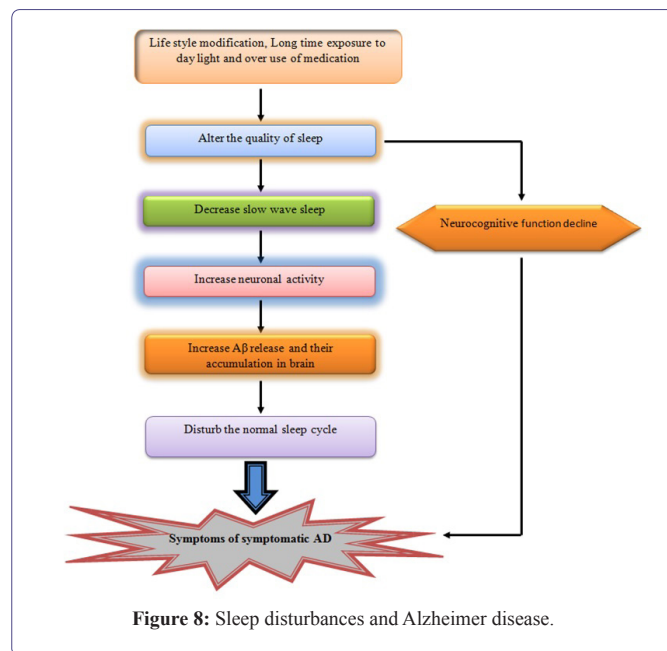 Life style modification, Long time exposure to
day light and over use of medication
Alter the quality of sleep
Decrease slow wave sleep
Neurocognitive function decline
Increase neuronal activity
Increase Aβ release and their
accumulation in brain
Disturb the normal sleep cycle
Symptoms of symptomatic AD
Figure 8: Sleep disturbances and Alzheimer disease.